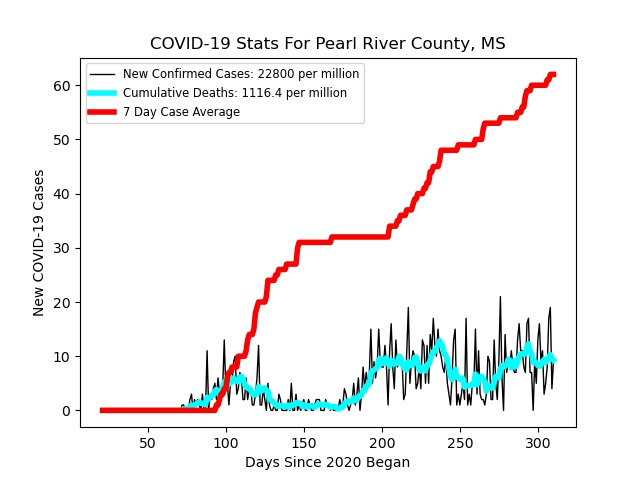 COVID-19 Stats For Pearl River County, MS
New Confirmed Cases: 22800 per million
Cumulative Deaths: 1116.4 per million
7 Day Case Average
New COVID-19 Cases
60
50
40
30
20
10
0
50 100 150 200 250 300
Days Since 2020 Began